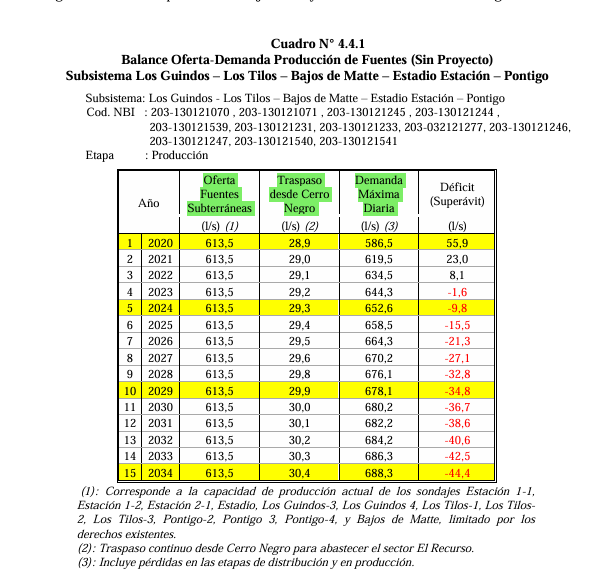 Cuadro N° 4.4.1
Balance Oferta-Demanda Producción de Fuentes (Sin Proyecto)
Subsistema Los Guindos – Los Tilos – Bajos de Matte – Estadio Estación – Pontigo
Subsistema: Los Guindos - Los Tilos – Bajos de Matte – Estadio Estación – Pontigo
Cod. NBI : 203-130121070 , 203-130121071 , 203-130121245 , 203-130121244 ,
203-130121539, 203-130121231, 203-130121233, 203-032121277, 203-130121246,
203-130121247, 203-130121540, 203-130121541
Etapa : Producción
Año Oferta Fuentes Subterráneas Traspaso desde Cerro Negro Demanda Máxima Diaria Déficit (Superávit)
(l/s) (1) (l/s) (2) (l/s) (3) (l/s)
1 2020 613,5 28,9 586,5 55,9
2 2021 613,5 29,0 619,5 23,0
3 2022 613,5 29,1 634,5 8,1
4 2023 613,5 29,2 644,3 -1,6
5 2024 613,5 29,3 652,6 -9,8
6 2025 613,5 29,4 658,5 -15,5
7 2026 613,5 29,5 664,3 -21,3
8 2027 613,5 29,6 670,2 -27,1
9 2028 613,5 29,8 676,1 -32,8
10 2029 613,5 29,9 678,1 -34,8
11 2030 613,5 30,0 680,2 -36,7
12 2031 613,5 30,1 682,2 -38,6
13 2032 613,5 30,2 684,2 -40,6
14 2033 613,5 30,3 686,3 -42,5
15 2034 613,5 30,4 688,3 -44,4
(1): Corresponde a la capacidad de producción actual de los sondajes Estación 1-1,
Estación 1-2, Estación 2-1, Estadio, Los Guindos-3, Los Guindos 4, Los Tilos-1, Los Tilos-
2, Los Tilos-3, Pontigo-2, Pontigo 3, Pontigo-4, y Bajos de Matte, limitado por los
derechos existentes.
(2): Traspaso continuo desde Cerro Negro para abastecer el sector El Recurso.
(3): Incluye pérdidas en las etapas de distribución y en producción.